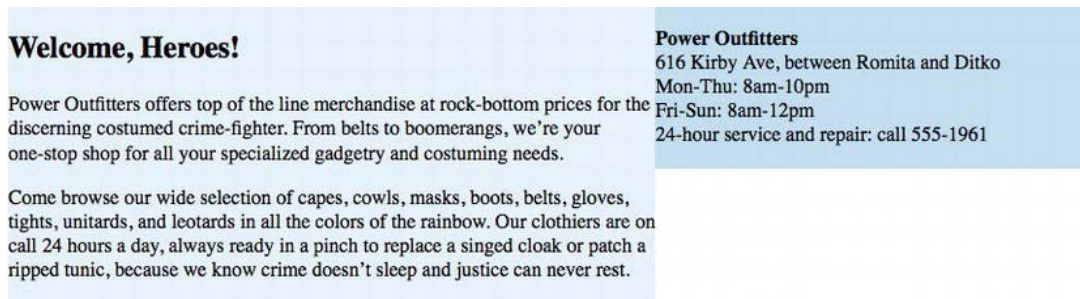 Welcome, Heroes!
Power Outfitters offers top of the line merchandise at rock-bottom prices for the
discerning costumed crime-fighter. From belts to boomerangs, we’re your
one-stop shop for all your specialized gadgetry and costuming needs.
Come browse our wide selection of capes, cowls, masks, boots, belts, gloves,
tights, unitards, and leotards in all the colors of the rainbow. Our clothiers are on
call 24 hours a day, always ready in a pinch to replace a singed cloak or patch a
ripped tunic, because we know crime doesn’t sleep and justice can never rest.
Power Outfitters
616 Kirby Ave, between Romita and Ditko
Mon-Thu: 8am-10pm
Fri-Sun: 8am-12pm
24-hour service and repair: call 555-1961